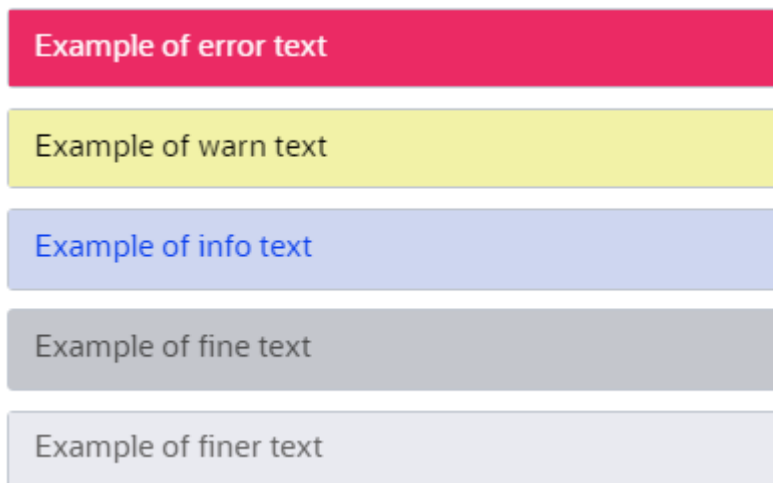 Example of error text
Example of warn text
Example of info text
Example of fine text
Example of finer text